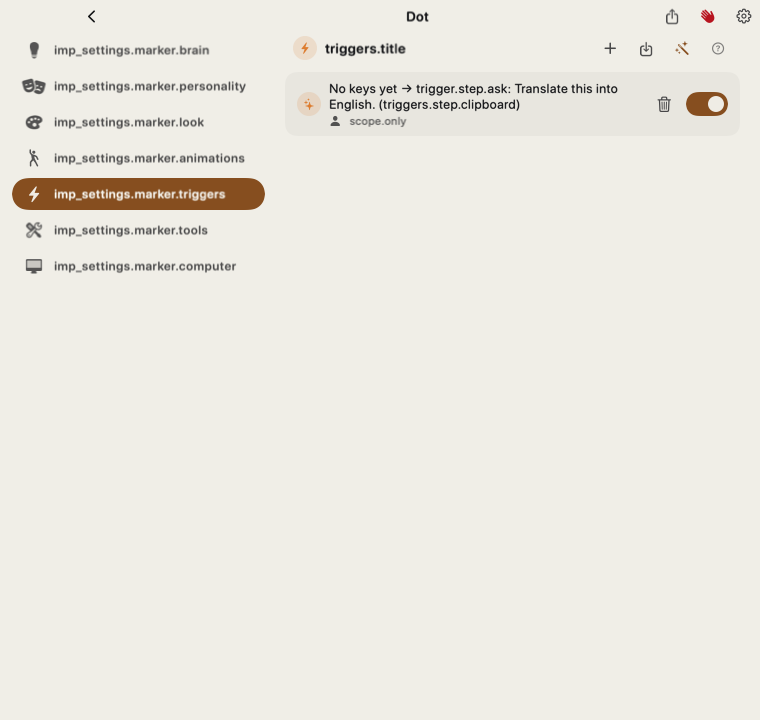 Dot
imp_settings.marker.brain
imp_settings.marker.personality
imp_settings.marker.look
imp_settings.marker.animations
imp_settings.marker.triggers
imp_settings.marker.tools
imp_settings.marker.computer
triggers.title
No keys yet → trigger.step.ask: Translate this into
English. (triggers.step.clipboard)
scope.only